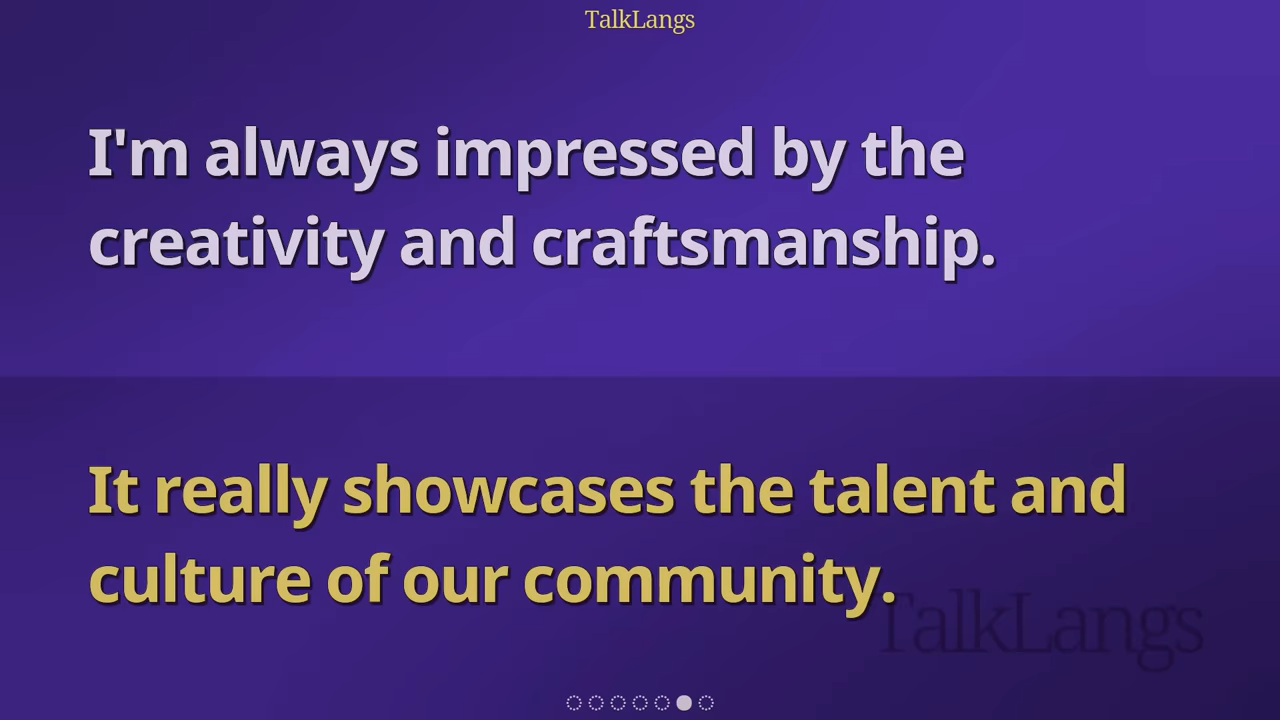 TalkLangs
I'm always impressed by the
creativity and craftsmanship.
It really showcases the talent and
culture of our community.
TalkLangs